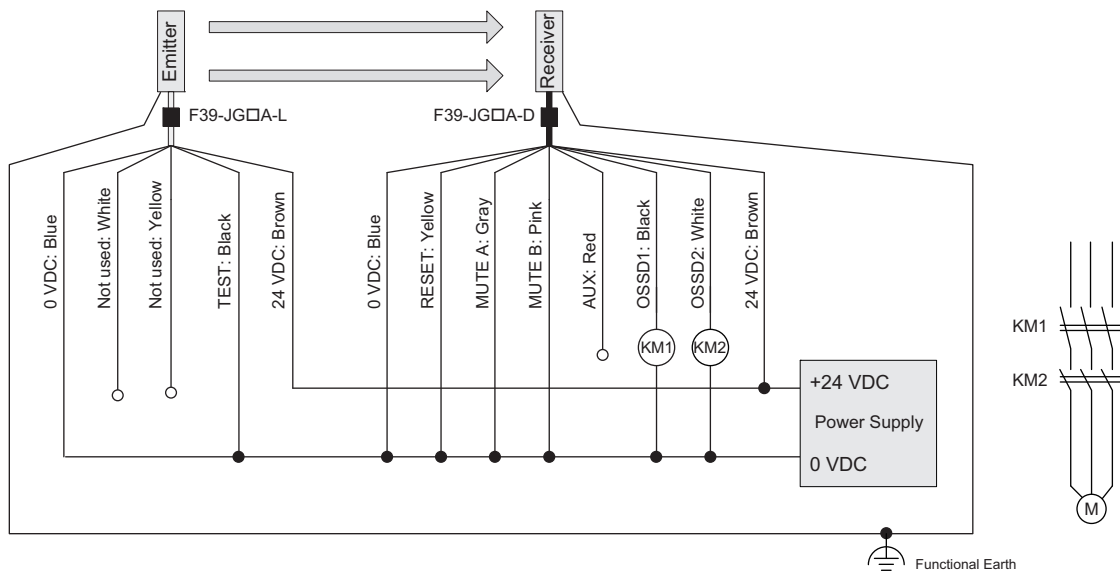 Emitter
Receiver
F39-JG□A-L
F39-JG□A-D
0 VDC: Blue
Not used: White
Not used: Yellow
TEST: Black
24 VDC: Brown
0 VDC: Blue
RESET: Yellow
MUTE A: Gray
MUTE B: Pink
AUX: Red
OSSD1: Black
OSSD2: White
24 VDC: Brown
KM1
KM2
+24 VDC
Power Supply
0 VDC
KM1
KM2
M
Functional Earth